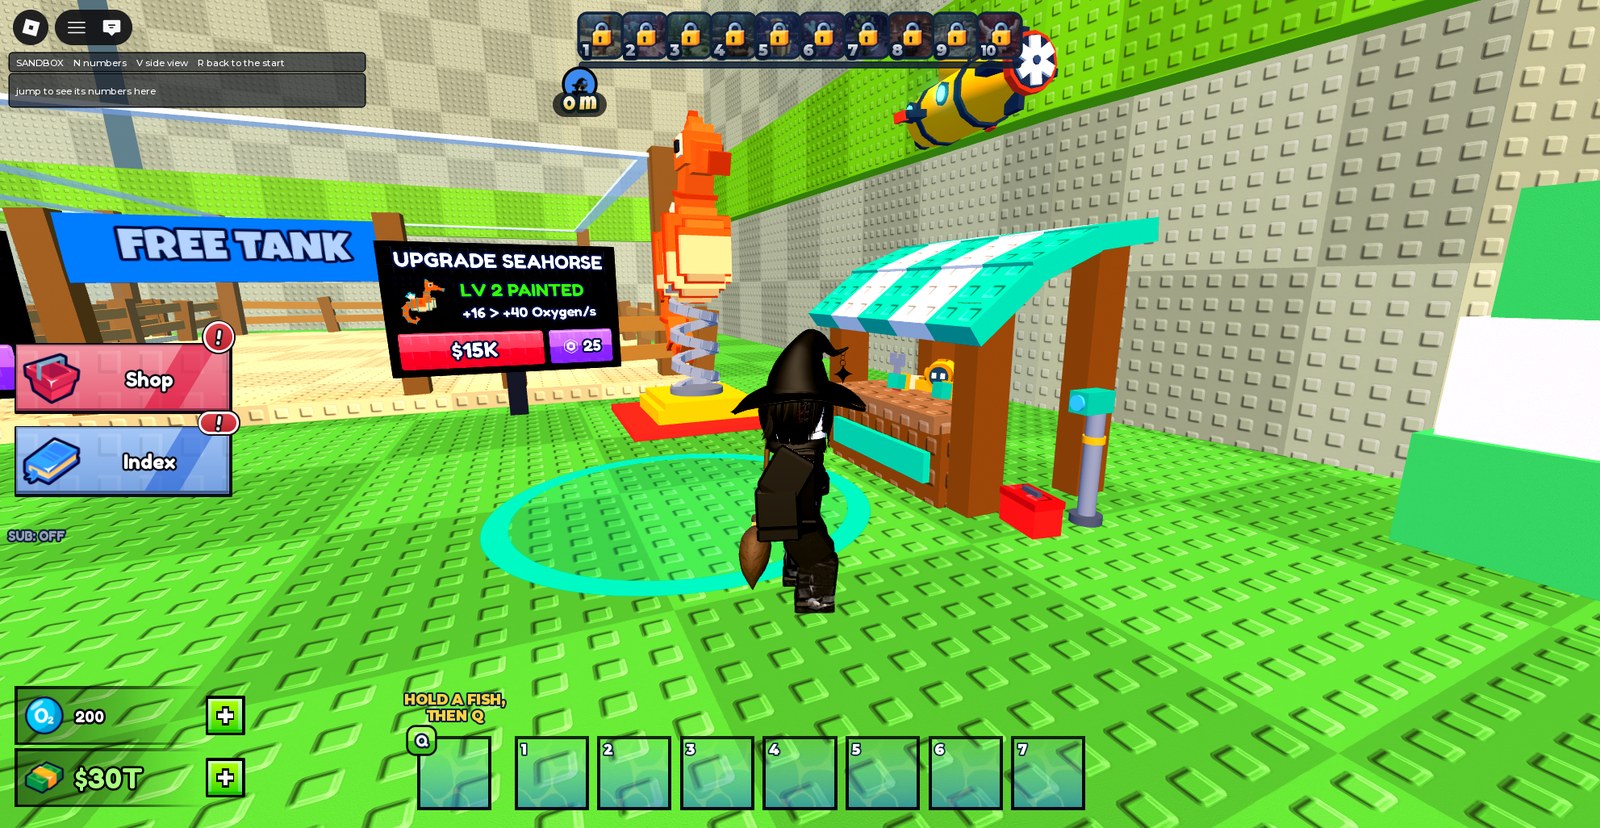 SANDBOX N numbers V side view R back to the start
jump to see its numbers here
1 2 3 4 5 6 7 8 9 10
0 m
FREE TANK
UPGRADE SEAHORSE
LV 2 PAINTED
+16 > +40 Oxygen/s
$15K 25
!
Shop
!
Index
SUB: OFF
O2 200 +
$30T +
HOLD A FISH,
THEN Q
Q
1 2 3 4 5 6 7